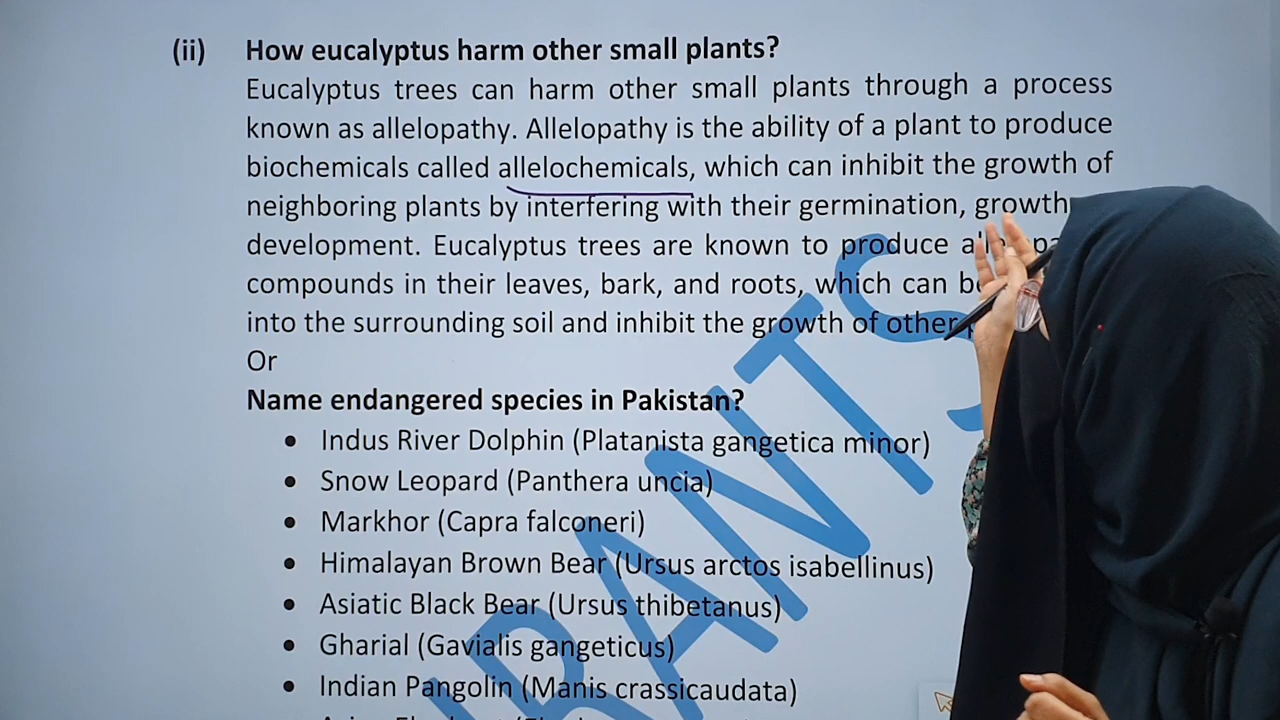 (ii) How eucalyptus harm other small plants?
Eucalyptus trees can harm other small plants through a process
known as allelopathy. Allelopathy is the ability of a plant to produce
biochemicals called allelochemicals, which can inhibit the growth of
neighboring plants by interfering with their germination, growth
development. Eucalyptus trees are known to produce
compounds in their leaves, bark, and roots, which can
into the surrounding soil and inhibit the growth of other
Or
Name endangered species in Pakistan?
• Indus River Dolphin (Platanista gangetica minor)
• Snow Leopard (Panthera uncia)
• Markhor (Capra falconeri)
• Himalayan Brown Bear (Ursus arctos isabellinus)
• Asiatic Black Bear (Ursus thibetanus)
• Gharial (Gavialis gangeticus)
• Indian Pangolin (Manis crassicaudata)